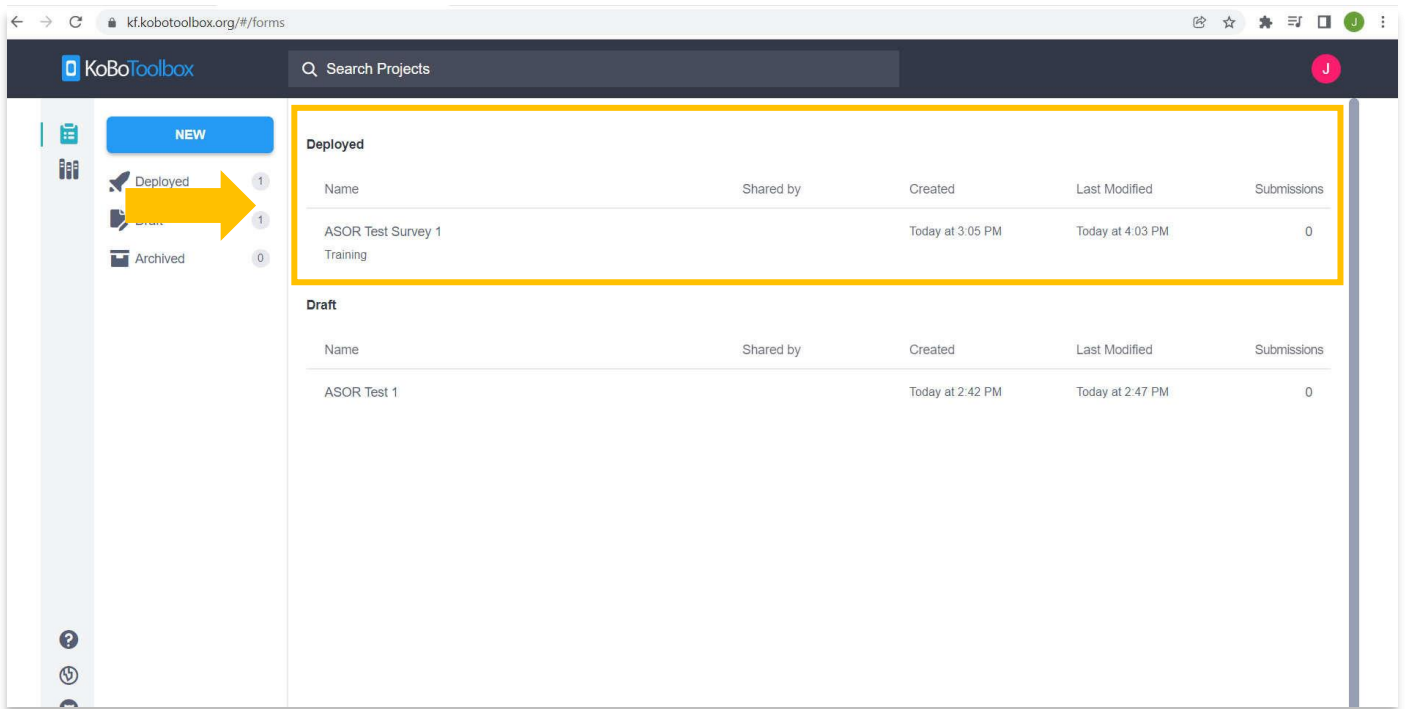 kf.kobotoolbox.org/#/forms
J
KoBoToolbox
Search Projects
J
NEW
Deployed 1
1
Archived 0
Deployed
Name Shared by Created Last Modified Submissions
ASOR Test Survey 1 Today at 3:05 PM Today at 4:03 PM 0
Training
Draft
Name Shared by Created Last Modified Submissions
ASOR Test 1 Today at 2:42 PM Today at 2:47 PM 0